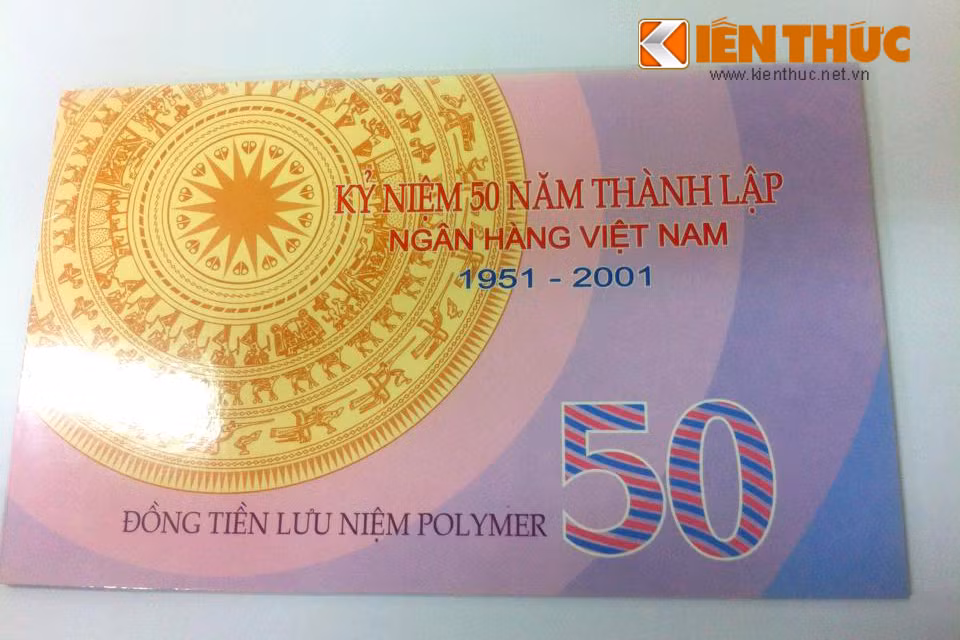 KIẾN THỨC
www.kienthuc.net.vn
KỶ NIỆM 50 NĂM THÀNH LẬP
NGÂN HÀNG VIỆT NAM
1951 - 2001
50
ĐỒNG TIỀN LƯU NIỆM POLYMER